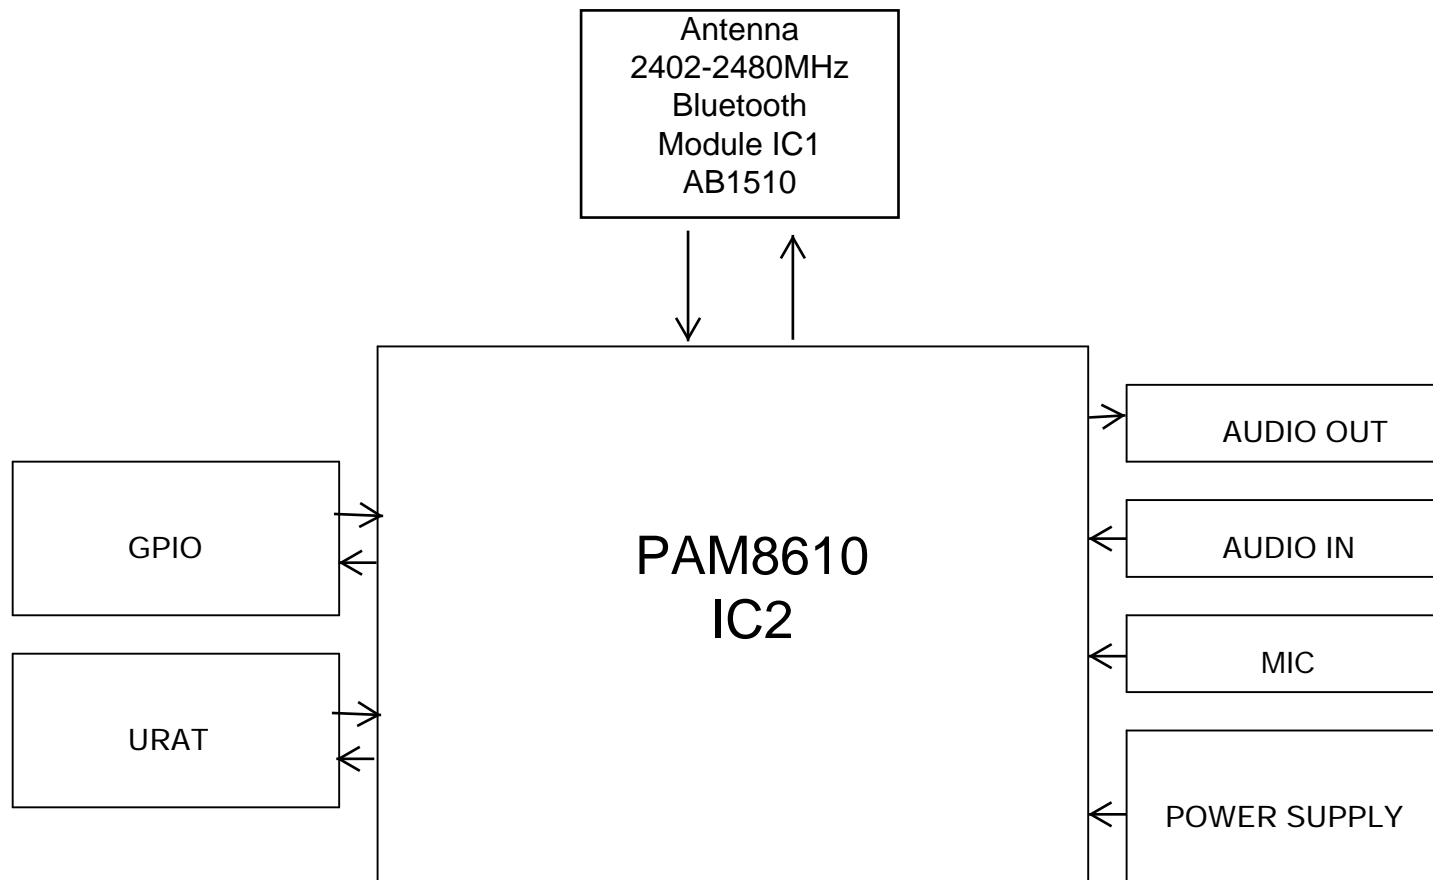 Antenna
2402-2480MHz
Bluetooth
Module IC1
AB1510
AUDIO OUT
GPIO
PAM8610
IC2
AUDIO IN
MIC
URAT
POWER SUPPLY